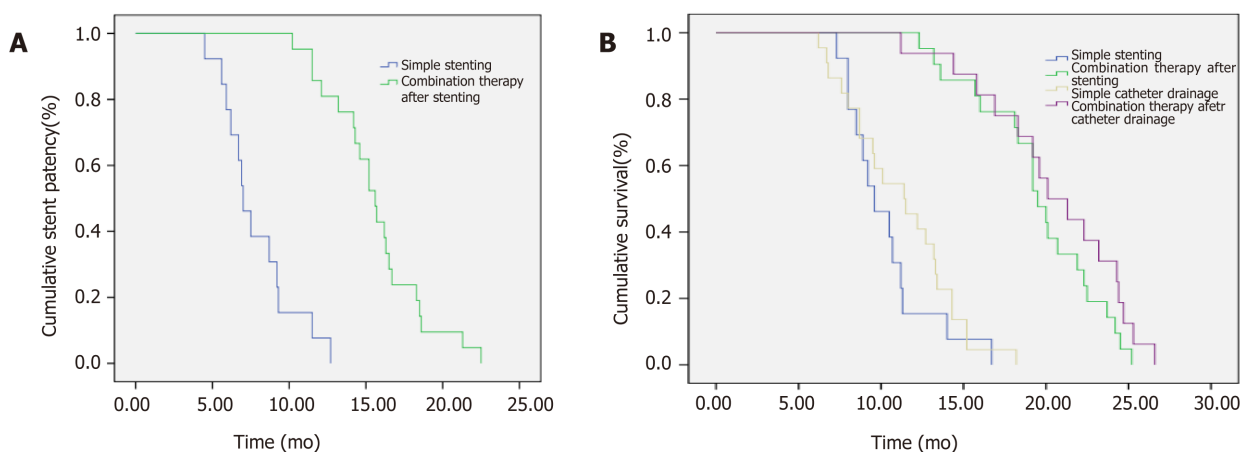 A
Cumulative stent patency(%)
1.0
0.8
0.6
0.4
0.2
0.0
Simple stenting
Combination therapy
after stenting
0.00 5.00 10.00 15.00 20.00 25.00
Time (mo)
B
Cumulative survival(%)
1.0
0.8
0.6
0.4
0.2
0.0
Simple stenting
Combination therapy after
stenting
Simple catheter drainage
Combination therapy afetr
catheter drainage
0.00 5.00 10.00 15.00 20.00 25.00 30.00
Time (mo)